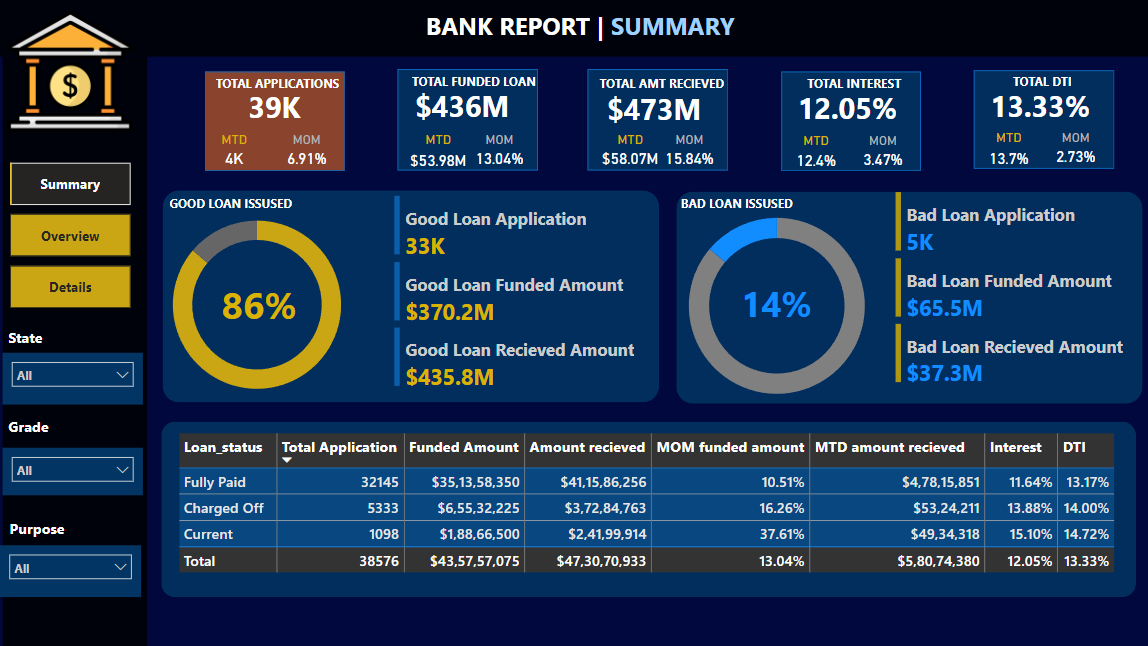 BANK REPORT | SUMMARY
$
TOTAL APPLICATIONS
39K
MTD MOM
4K 6.91%
TOTAL FUNDED LOAN
$436M
MTD MOM
$53.98M 13.04%
TOTAL AMT RECIEVED
$473M
MTD MOM
$58.07M 15.84%
TOTAL INTEREST
12.05%
MTD MOM
12.4% 3.47%
TOTAL DTI
13.33%
MTD MOM
13.7% 2.73%
Summary
Overview
Details
State
All
Grade
All
Purpose
All
GOOD LOAN ISSUSED
86%
Good Loan Application
33K
Good Loan Funded Amount
$370.2M
Good Loan Recieved Amount
$435.8M
BAD LOAN ISSUSED
14%
Bad Loan Application
5K
Bad Loan Funded Amount
$65.5M
Bad Loan Recieved Amount
$37.3M
Loan_status Total Application Funded Amount Amount recieved MOM funded amount MTD amount recieved Interest DTI
Fully Paid 32145 $35,13,58,350 $41,15,86,256 10.51% $4,78,15,851 11.64% 13.17%
Charged Off 5333 $6,55,32,225 $3,72,84,763 16.26% $53,24,211 13.88% 14.00%
Current 1098 $1,88,66,500 $2,41,99,914 37.61% $49,34,318 15.10% 14.72%
Total 38576 $43,57,57,075 $47,30,70,933 13.04% $5,80,74,380 12.05% 13.33%